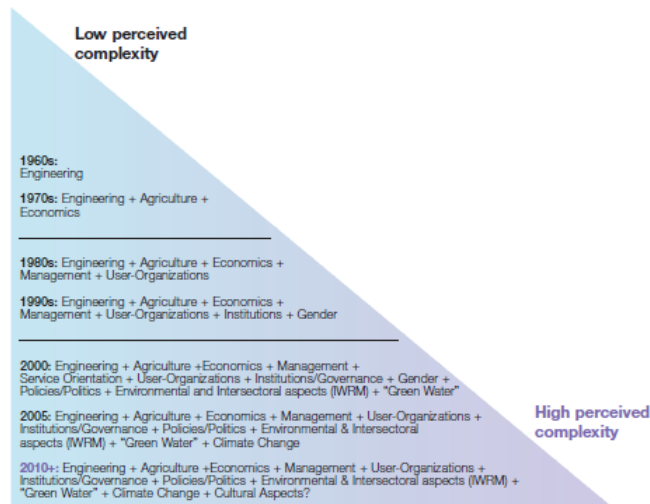 Low perceived
complexity
1960s:
Engineering
1970s: Engineering + Agriculture +
Economics
1980s: Engineering + Agriculture + Economics +
Management + User-Organizations
1990s: Engineering + Agriculture + Economics +
Management + User-Organizations + Institutions + Gender
2000: Engineering + Agriculture +Economics + Management +
Service Orientation + User-Organizations + Institutions/Governance + Gender +
Policies/Politics + Environmental and Intersectoral aspects (IWRM) + "Green Water"
2005: Engineering + Agriculture + Economics + Management + User-Organizations +
Institutions/Governance + Policies/Politics + Environmental & Intersectoral
aspects (IWRM) + "Green Water" + Climate Change
High perceived
complexity
2010+: Engineering + Agriculture +Economics + Management + User-Organizations +
Institutions/Governance + Policies/Politics + Environmental & Intersectoral aspects (IWRM) +
"Green Water" + Climate Change + Cultural Aspects?